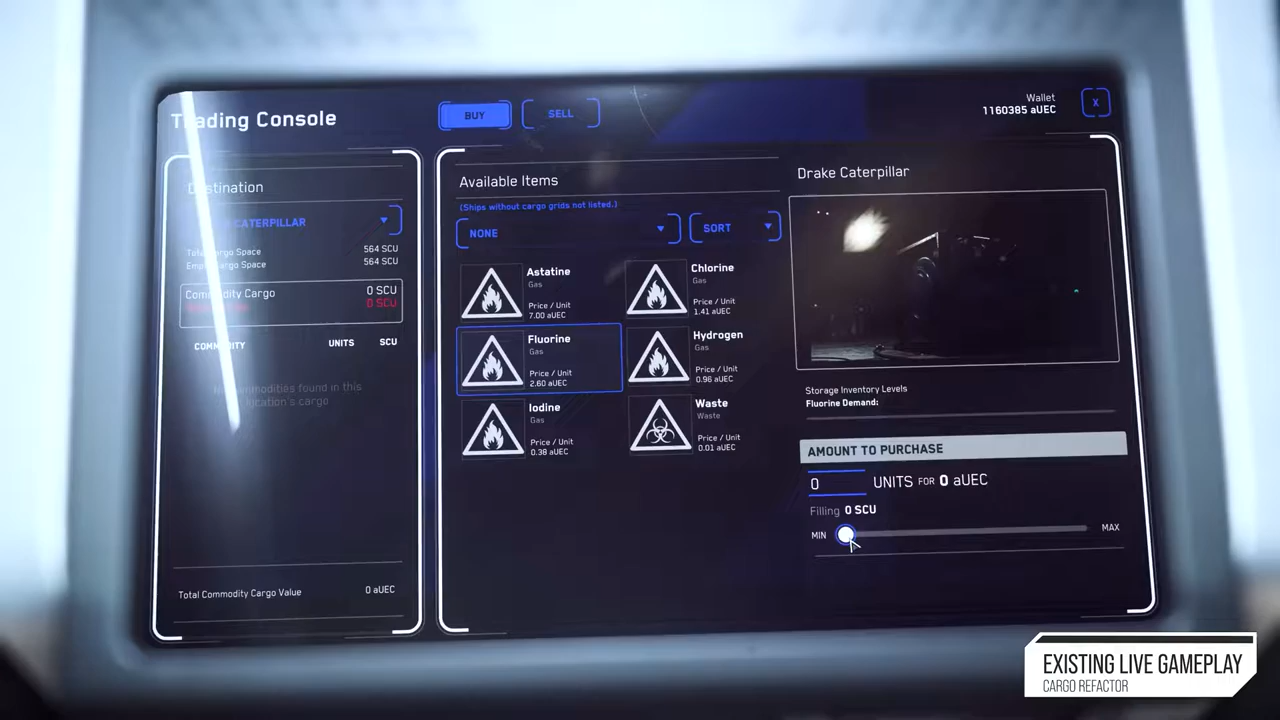 Trading Console
BUY
SELL
Wallet
1160385 aUEC
X
Destination
CATERPILLAR
Total Cargo Space
564 SCU
Empty Cargo Space
564 SCU
Commodity Cargo
0 SCU
0 SCU
COMMODITY
UNITS
SCU
No commodities found in this
location's cargo
Total Commodity Cargo Value
0 aUEC
Available Items
(Ships without cargo grids not listed.)
NONE
SORT
Astatine
Gas
Price / Unit
7.00 aUEC
Chlorine
Gas
Price / Unit
1.41 aUEC
Fluorine
Gas
Price / Unit
2.60 aUEC
Hydrogen
Gas
Price / Unit
0.96 aUEC
Iodine
Gas
Price / Unit
0.38 aUEC
Waste
Waste
Price / Unit
0.01 aUEC
Drake Caterpillar
Storage Inventory Levels
Fluorine Demand:
AMOUNT TO PURCHASE
0
UNITS FOR 0 aUEC
Filling 0 SCU
MIN
MAX
EXISTING LIVE GAMEPLAY
CARGO REFACTOR